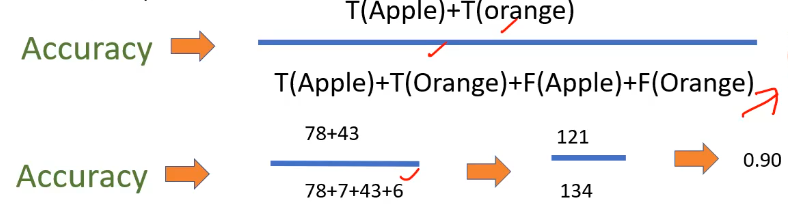 T(Apple)+T(orange)
Accuracy
T(Apple)+T(Orange)+F(Apple)+F(Orange)
78+43
121
Accuracy
0.90
78+7+43+6
134